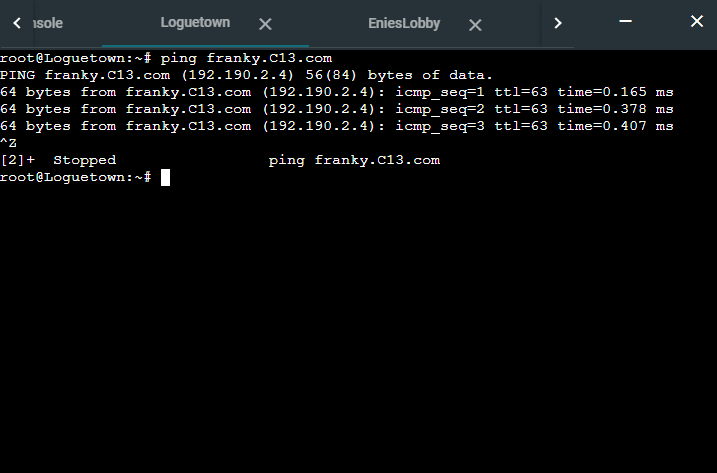 nsole Loguetown EniesLobby
root@Loguetown:~# ping franky.C13.com
PING franky.C13.com (192.190.2.4) 56(84) bytes of data.
64 bytes from franky.C13.com (192.190.2.4): icmp_seq=1 ttl=63 time=0.165 ms
64 bytes from franky.C13.com (192.190.2.4): icmp_seq=2 ttl=63 time=0.378 ms
64 bytes from franky.C13.com (192.190.2.4): icmp_seq=3 ttl=63 time=0.407 ms
^Z
[2]+  Stopped                 ping franky.C13.com
root@Loguetown:~#